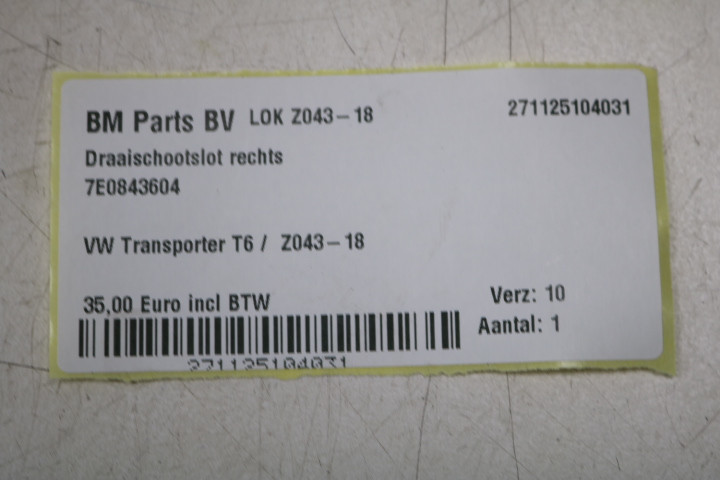 BM Parts BV LOK Z043-18 271125104031
Draaischootslot rechts
7E0843604
VW Transporter T6 / Z043-18
35,00 Euro incl BTW Verz: 10
Aantal: 1
271125104031